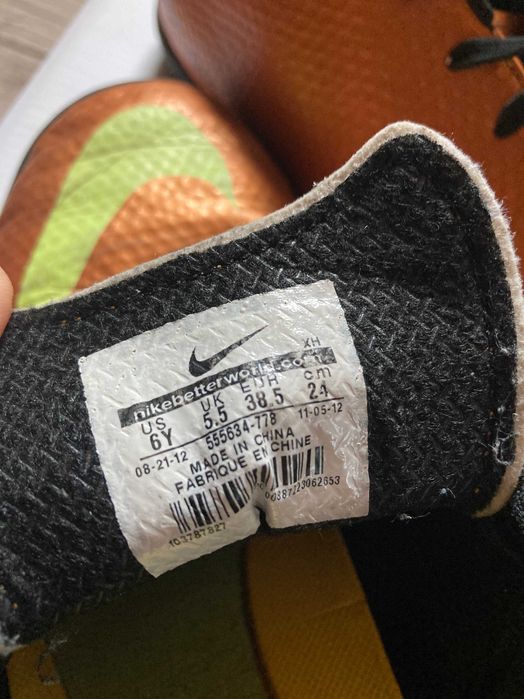 XH
nikebetterworld.com
US UK EUR cm
6Y 5.5 38.5 24
08-21-12 555634-778 11-05-12
MADE IN CHINA
FABRIQUE EN CHINE
103787827